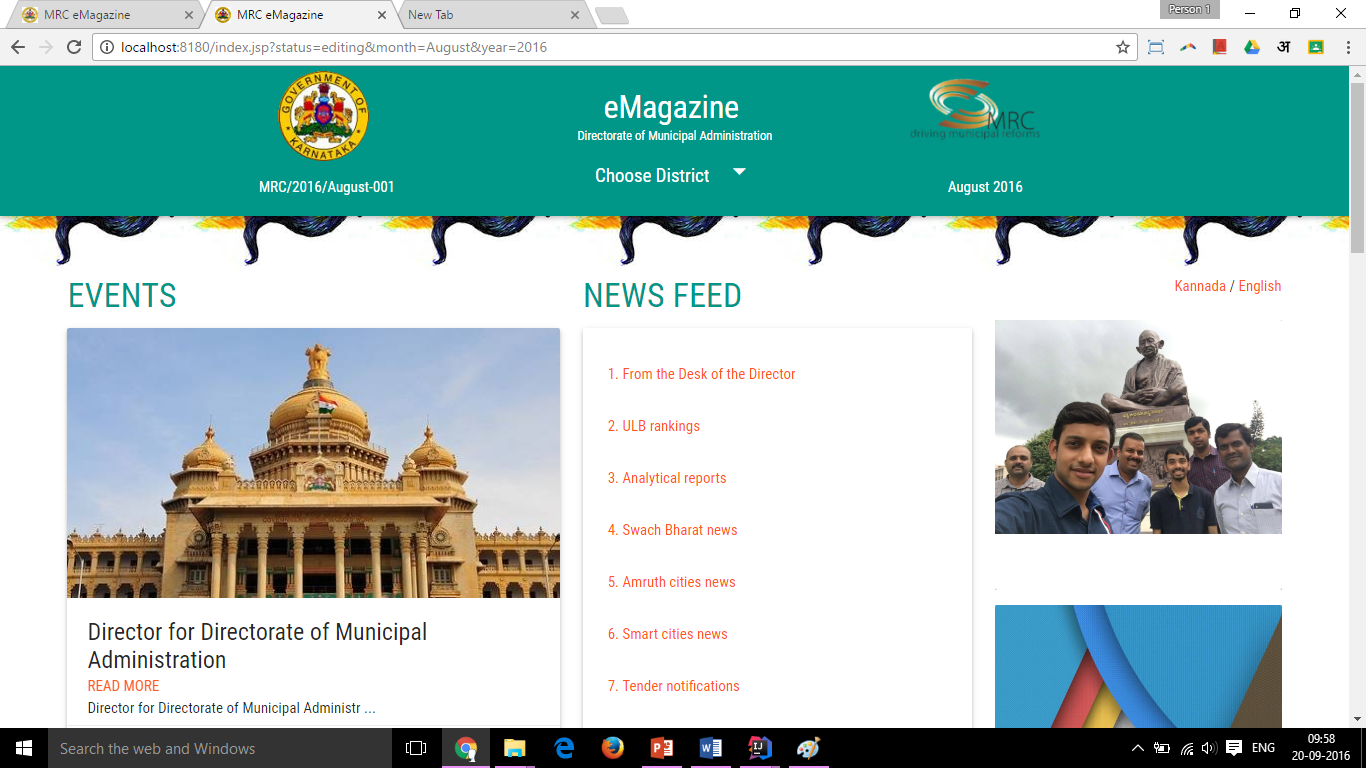 MRC eMagazine
MRC eMagazine
New Tab
Person 1
localhost:8180/index.jsp?status=editing&month=August&year=2016
अ
GOVERNMENT OF
KARNATAKA
eMagazine
Directorate of Municipal Administration
MRC
driving municipal reforms
Choose District
MRC/2016/August-001
August 2016
EVENTS
NEWS FEED
Kannada / English
1. From the Desk of the Director
2. ULB rankings
3. Analytical reports
4. Swach Bharat news
5. Amruth cities news
6. Smart cities news
7. Tender notifications
Director for Directorate of Municipal
Administration
READ MORE
Director for Directorate of Municipal Administr ...
Search the web and Windows
ENG
09:58
20-09-2016